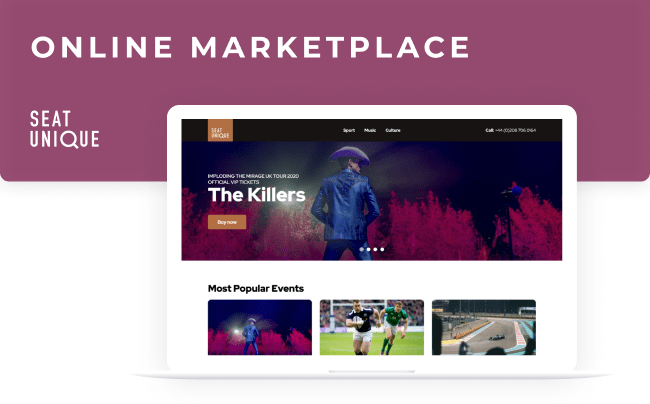 ONLINE MARKETPLACE
SEAT
UNIQUE
SEAT
UNIQUE
Sport Music Culture
Call: +44 (0)208 796 0164
IMPLODING THE MIRAGE UK TOUR 2020
OFFICIAL VIP TICKETS
The Killers
Buy now
Most Popular Events